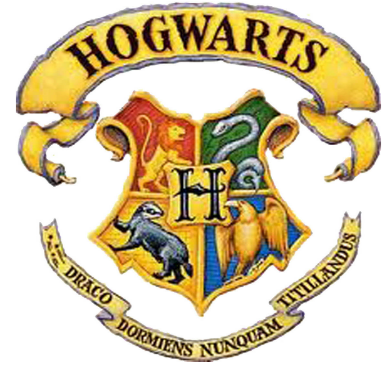 HOGWARTS
H
DRACO DORMIENS NUNQUAM TITILLANDUS